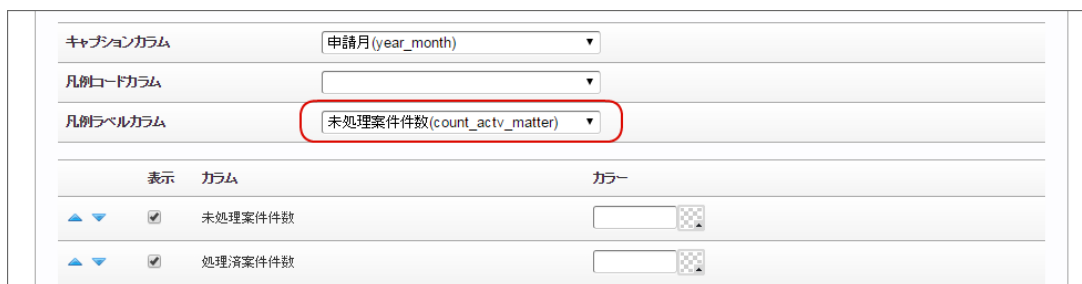 キャプションカラム 申請月(year_month)
凡例コードカラム
凡例ラベルカラム 未処理案件件数(count_actv_matter)
表示 カラム カラー
未処理案件件数
処理済案件件数